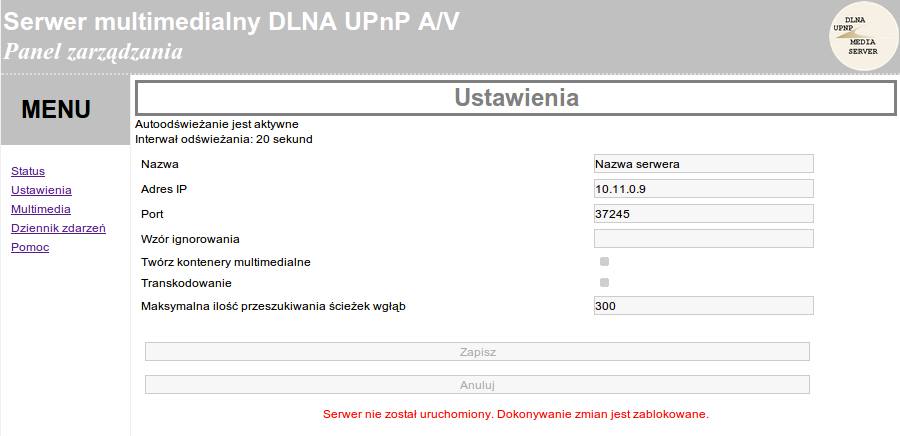 Serwer multimedialny DLNA UPnP A/V
Panel zarządzania
DLNA
UPNP
MEDIA
SERVER
MENU
Status
Ustawienia
Multimedia
Dziennik zdarzeń
Pomoc
Ustawienia
Autoodświeżanie jest aktywne
Interwał odświeżania: 20 sekund
Nazwa Nazwa serwera
Adres IP 10.11.0.9
Port 37245
Wzór ignorowania
Twórz kontenery multimedialne
Transkodowanie
Maksymalna ilość przeszukiwania ścieżek wgłąb 300
Zapisz
Anuluj
Serwer nie został uruchomiony. Dokonywanie zmian jest zablokowane.